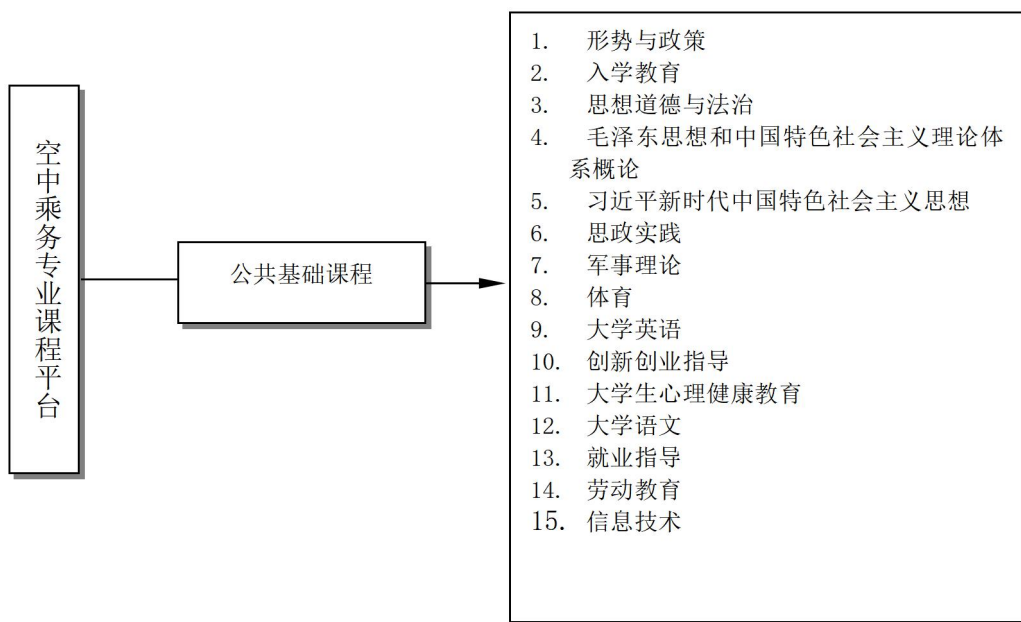 空中乘务专业课程平台
公共基础课程
1. 形势与政策
2. 入学教育
3. 思想道德与法治
4. 毛泽东思想和中国特色社会主义理论体
系概论
5. 习近平新时代中国特色社会主义思想
6. 思政实践
7. 军事理论
8. 体育
9. 大学英语
10. 创新创业指导
11. 大学生心理健康教育
12. 大学语文
13. 就业指导
14. 劳动教育
15. 信息技术